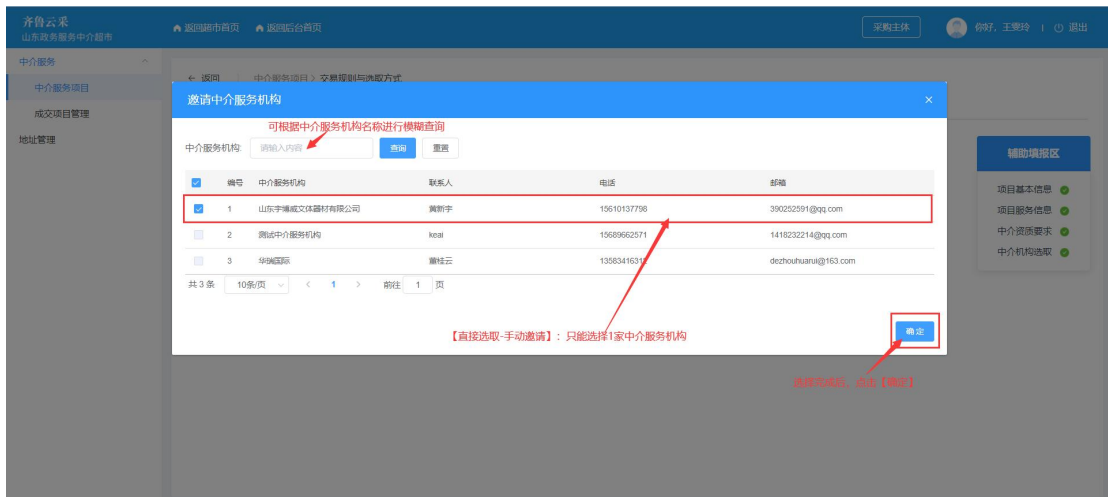 齐鲁云采
山东政务服务中介超市
返回超市首页 返回后台首页 采购主体 你好, 王雯玲 | 退出
中介服务
中介服务项目
成交项目管理
地址管理
← 返回 中介服务项目 > 交易规则与选取方式
邀请中介服务机构 ×
可根据中介服务机构名称进行模糊查询
中介服务机构: 请输入内容 查询 重置
编号 中介服务机构 联系人 电话 邮箱
1 山东宇博威文体器材有限公司 黄新宇 15610137798 390252591@qq.com
2 测试中介服务机构 keai 15689662571 1418232214@qq.com
3 华瑞国际 董桂云 1358341631 dezhouhuarui@163.com
共 3 条 10条/页 < 1 > 前往 1 页
【直接选取-手动邀请】: 只能选择1家中介服务机构
确定
选择完成后, 点击【确定】
辅助填报区
项目基本信息
项目服务信息
中介资质要求
中介机构选取